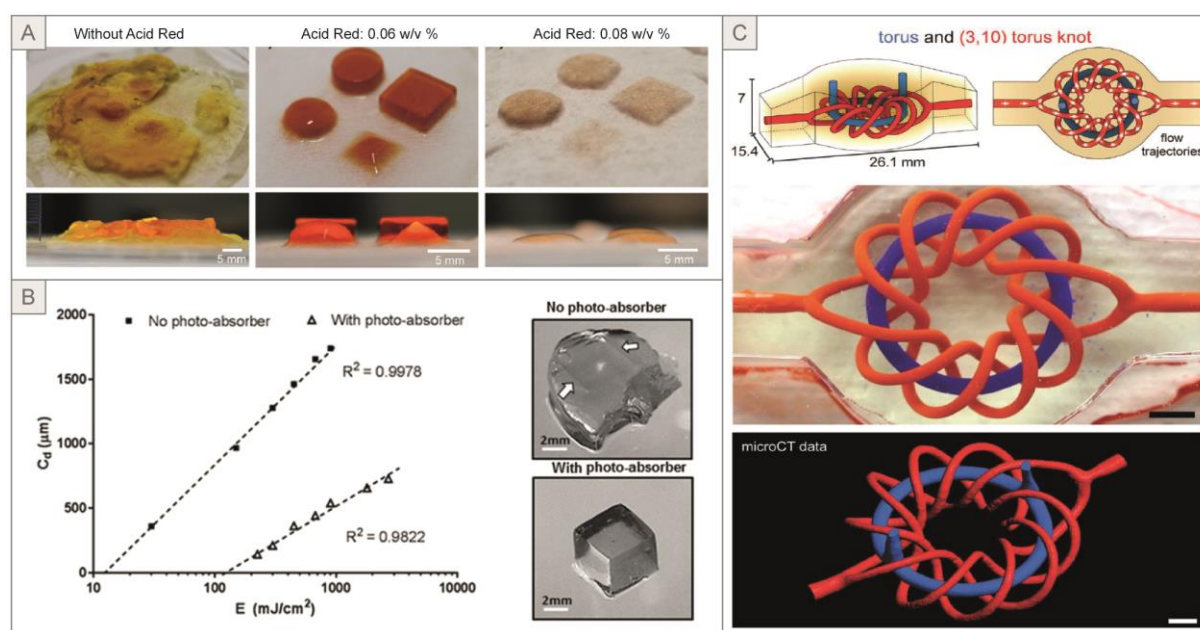 A
Without Acid Red
Acid Red: 0.06 w/v %
Acid Red: 0.08 w/v %
5 mm
5 mm
5 mm
B
2000
1500
1000
500
0
Cd (μm)
■ No photo-absorber △ With photo-absorber
R² = 0.9978
R² = 0.9822
10 100 1000 10000
E (mJ/cm²)
No photo-absorber
2mm
With photo-absorber
2mm
C
torus and (3,10) torus knot
7
15.4
26.1 mm
flow
trajectories
microCT data